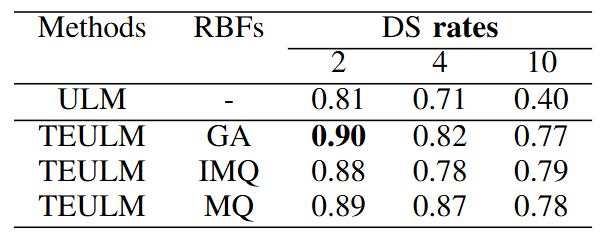 Methods RBFs DS rates
2 4 10
ULM - 0.81 0.71 0.40
TEULM GA 0.90 0.82 0.77
TEULM IMQ 0.88 0.78 0.79
TEULM MQ 0.89 0.87 0.78